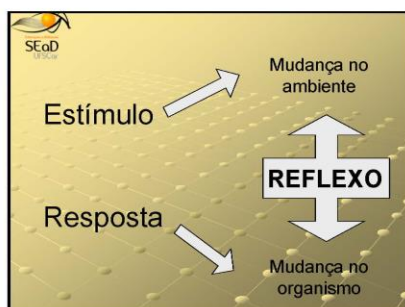 SEaD
UFSCar
Mudança no
ambiente
Estímulo
REFLEXO
Resposta
Mudança no
organismo